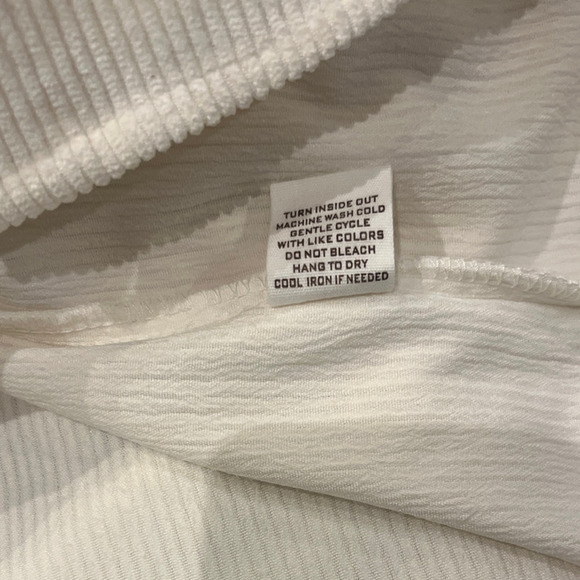 TURN INSIDE OUT
MACHINE WASH COLD
GENTLE CYCLE
WITH LIKE COLORS
DO NOT BLEACH
HANG TO DRY
COOL IRON IF NEEDED